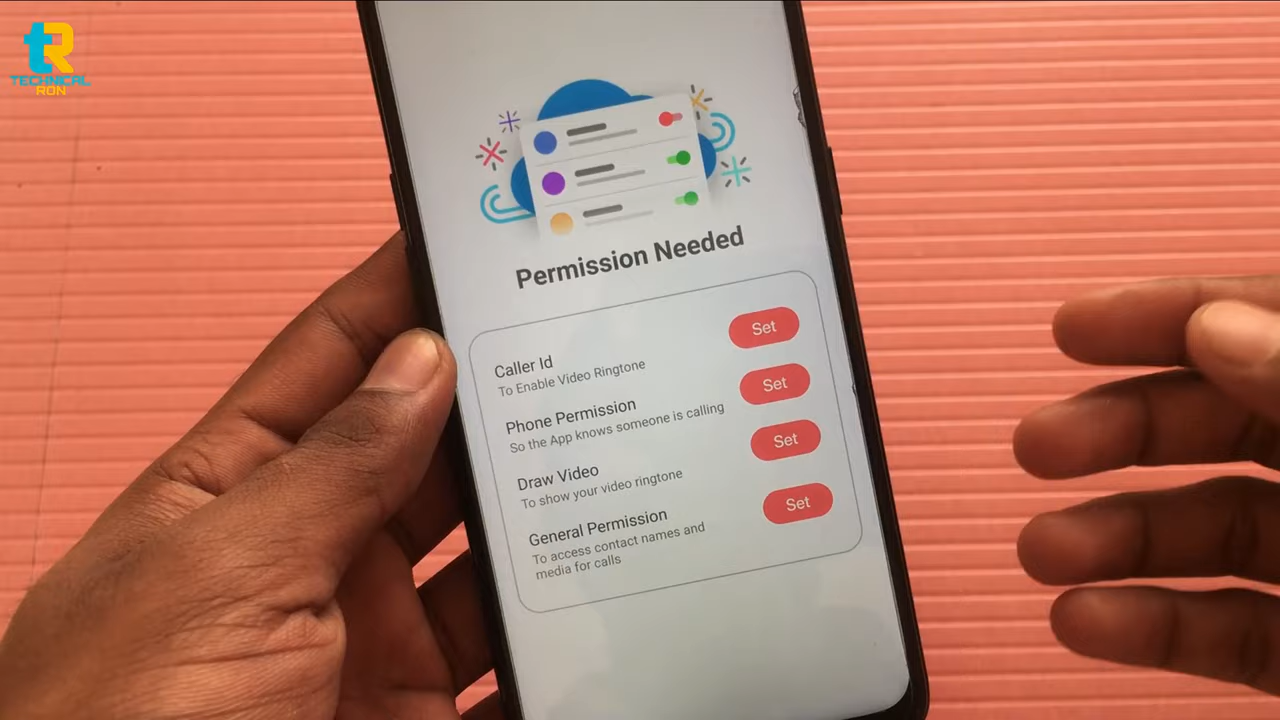 tR
TECHNICAL
RON
Permission Needed
Caller Id
To Enable Video Ringtone
Set
Phone Permission
So the App knows someone is calling
Set
Draw Video
To show your video ringtone
Set
General Permission
To access contact names and
media for calls
Set